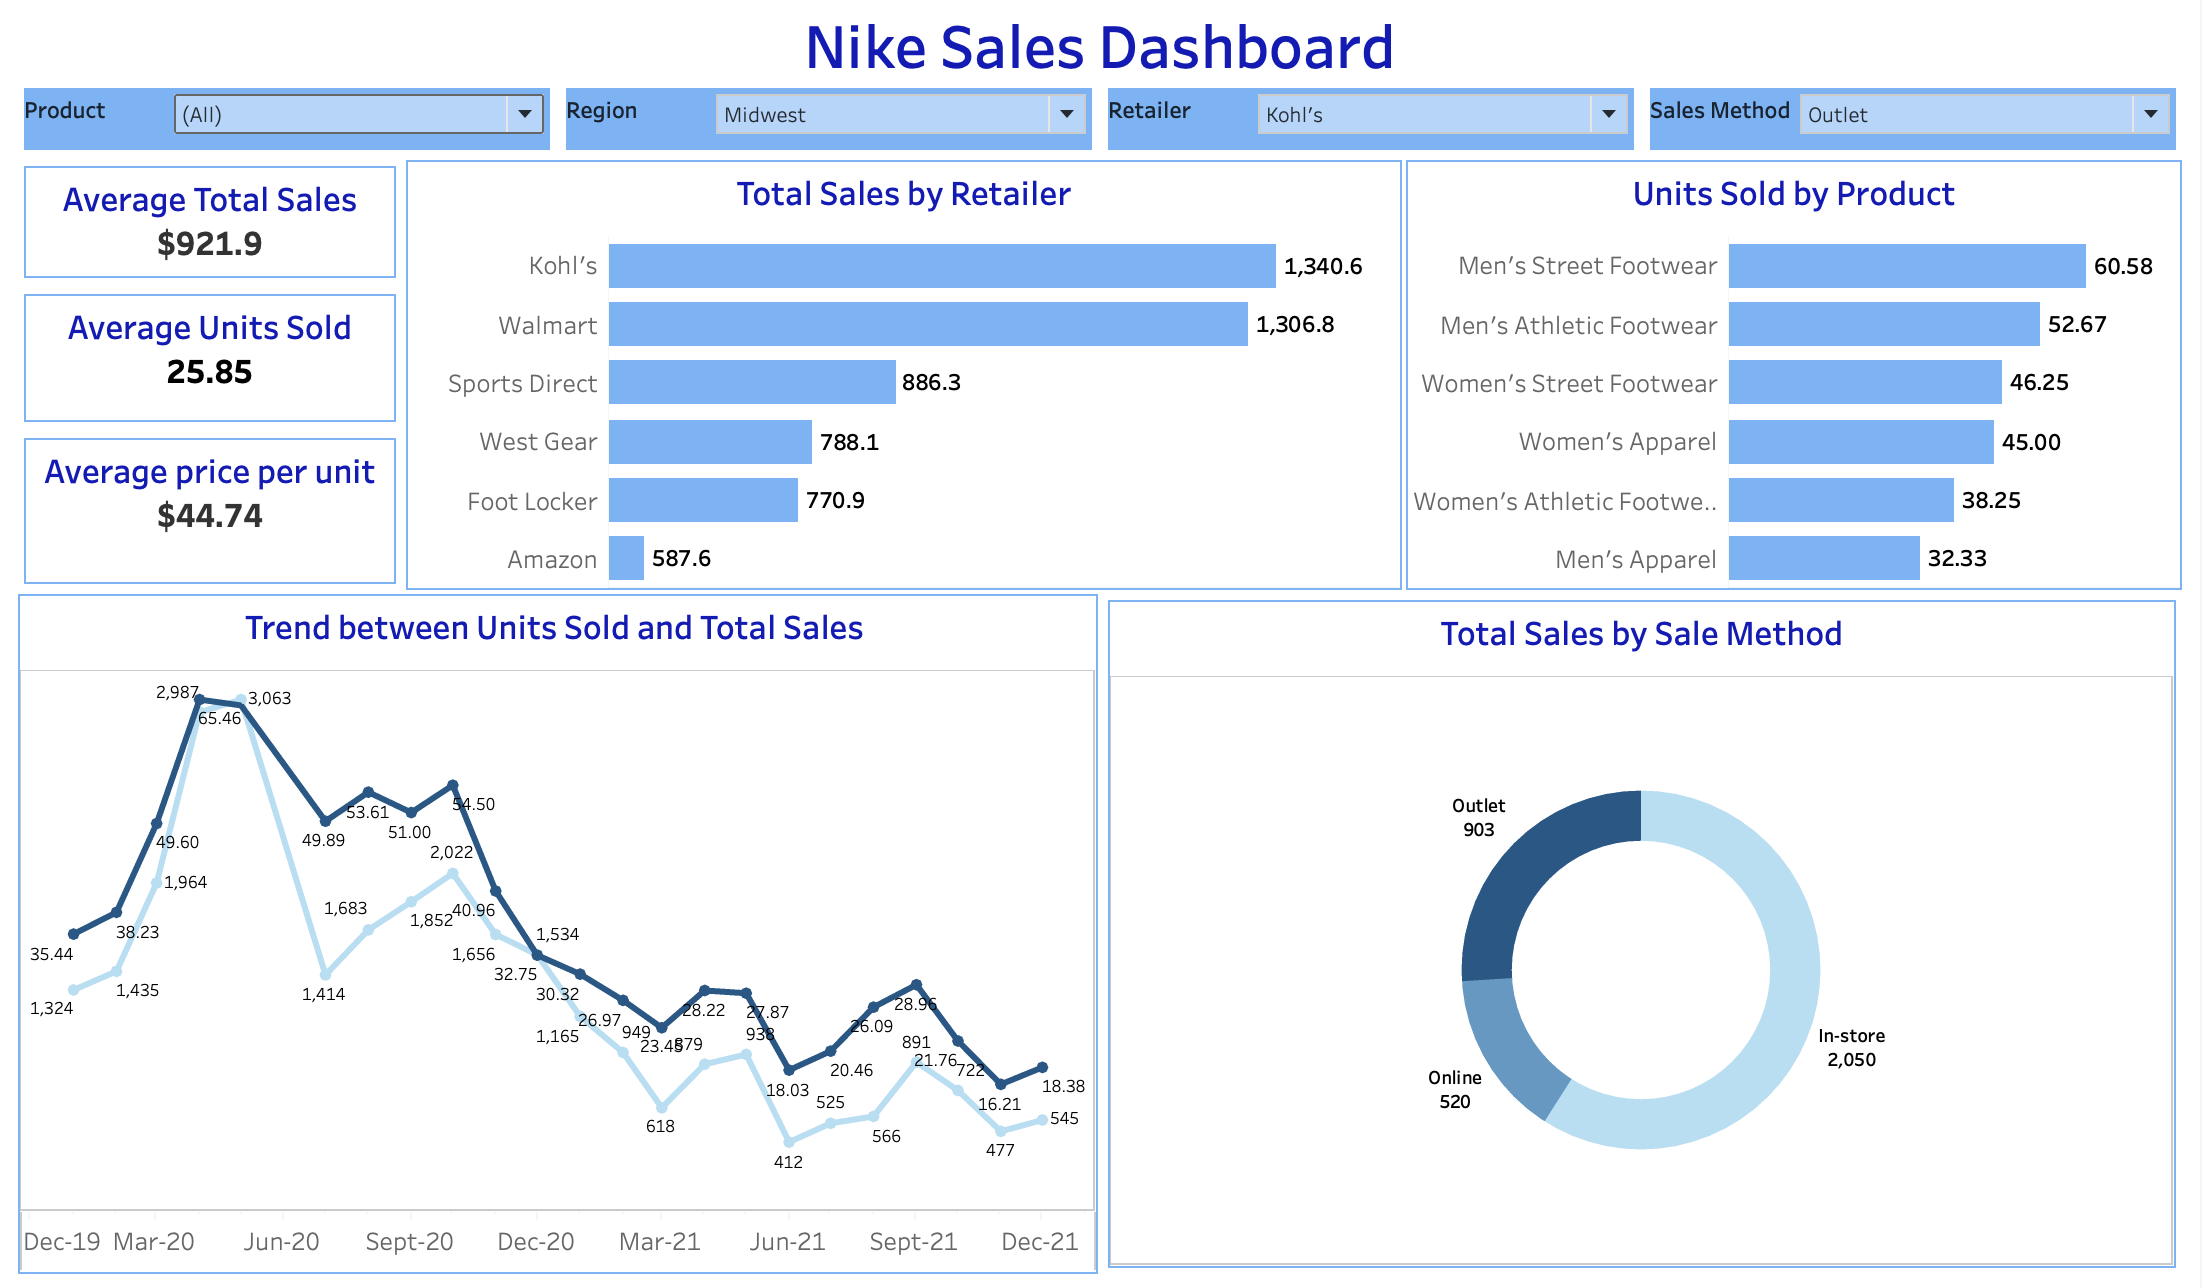 Nike Sales Dashboard
Product (All) Region Midwest Retailer Kohl's Sales Method Outlet
Average Total Sales
$921.9
Average Units Sold
25.85
Average price per unit
$44.74
Total Sales by Retailer
Kohl's 1,340.6
Walmart 1,306.8
Sports Direct 886.3
West Gear 788.1
Foot Locker 770.9
Amazon 587.6
Units Sold by Product
Men's Street Footwear 60.58
Men's Athletic Footwear 52.67
Women's Street Footwear 46.25
Women's Apparel 45.00
Women's Athletic Footwe.. 38.25
Men's Apparel 32.33
Trend between Units Sold and Total Sales
2,987
3,063
65.46
54.50
53.61
51.00
49.89
49.60
2,022
1,964
1,683
40.96
1,852
38.23
1,534
35.44
1,656
32.75
1,435
1,414
30.32
1,324
28.96
28.22
27.87
26.97
26.09
949
938
1,165
891
23.45
879
21.76
722
20.46
18.38
18.03
525
16.21
545
618
566
477
412
Dec-19 Mar-20 Jun-20 Sept-20 Dec-20 Mar-21 Jun-21 Sept-21 Dec-21
Total Sales by Sale Method
Outlet
903
In-store
2,050
Online
520